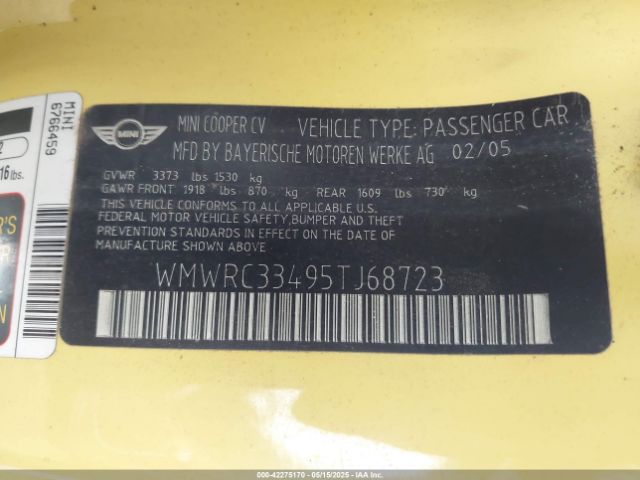 MINI
MINI COOPER CV VEHICLE TYPE: PASSENGER CAR
MFD BY BAYERISCHE MOTOREN WERKE AG 02/05
GVWR 3373 lbs 1530 kg
GAWR FRONT 1918 lbs 870 kg REAR 1609 lbs 730 kg
THIS VEHICLE CONFORMS TO ALL APPLICABLE U.S.
FEDERAL MOTOR VEHICLE SAFETY,BUMPER AND THEFT
PREVENTION STANDARDS IN EFFECT ON THE DATE
OF MANUFACTURE SHOWN ABOVE
WMWRC33495TJ68723
MINI
6766459
2
16 lbs.
000-42275170 - 05/15/2025 - IAA Inc. Copyright